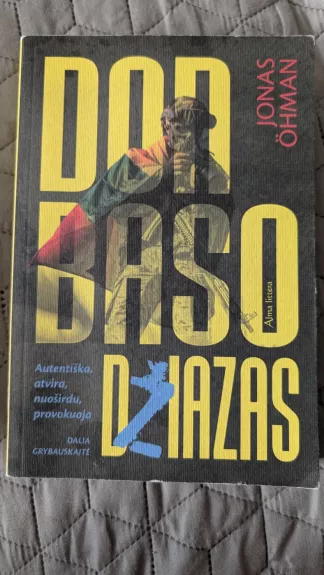 DON
BASO
DŽIAZAS
JONAS
ÖHMAN
Alma littera
Autentiška,
atvira,
nuoširdu,
provokuoja
DALIA
GRYBAUSKAITĖ